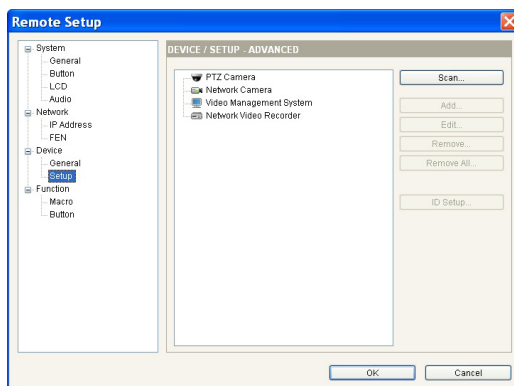 Remote Setup
System
General
Button
LCD
Audio
Network
IP Address
FEN
Device
General
Setup
Function
Macro
Button
DEVICE / SETUP - ADVANCED
PTZ Camera
Network Camera
Video Management System
Network Video Recorder
Scan...
Add...
Edit...
Remove...
Remove All...
ID Setup...
OK
Cancel